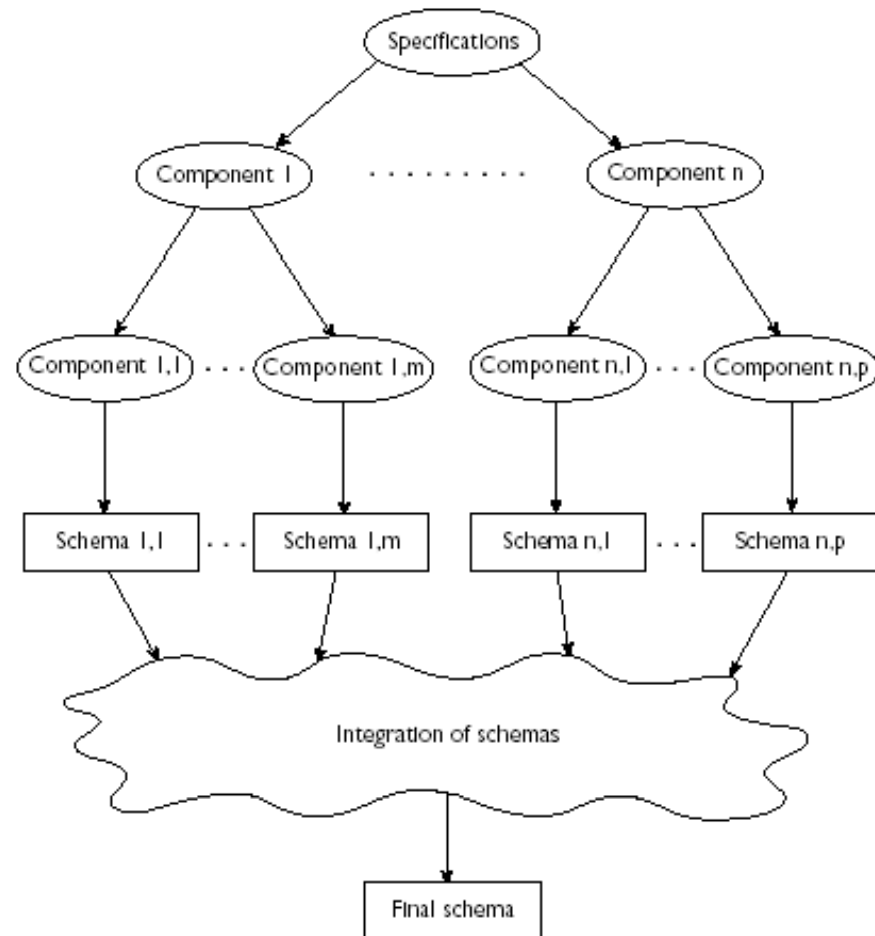 Specifications
Component 1
. . . . . . . . .
Component n
Component 1,1
. . .
Component 1,m
Component n,1
. . .
Component n,p
Schema 1,1
. . .
Schema 1,m
Schema n,1
. . .
Schema n,p
Integration of schemas
Final schema